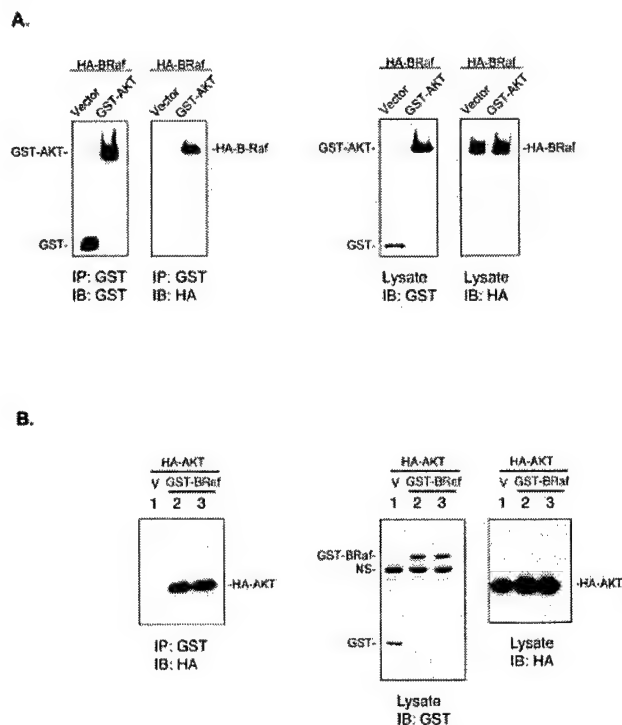 A.
HA-BRaf HA-BRaf HA-BRaf HA-BRaf
Vector GST-AKT Vector GST-AKT Vector GST-AKT Vector GST-AKT
GST-AKT- -HA-B-Raf GST-AKT- -HA-BRaf
GST- GST-
IP: GST IP: GST Lysate Lysate
IB: GST IB: HA IB: GST IB: HA
B.
HA-AKT HA-AKT HA-AKT
V GST-BRaf V GST-BRaf V GST-BRaf
1 2 3 1 2 3 1 2 3
GST-BRaf-
NS-
-HA-AKT -HA-AKT
GST-
IP: GST Lysate
IB: HA IB: HA
Lysate
IB: GST